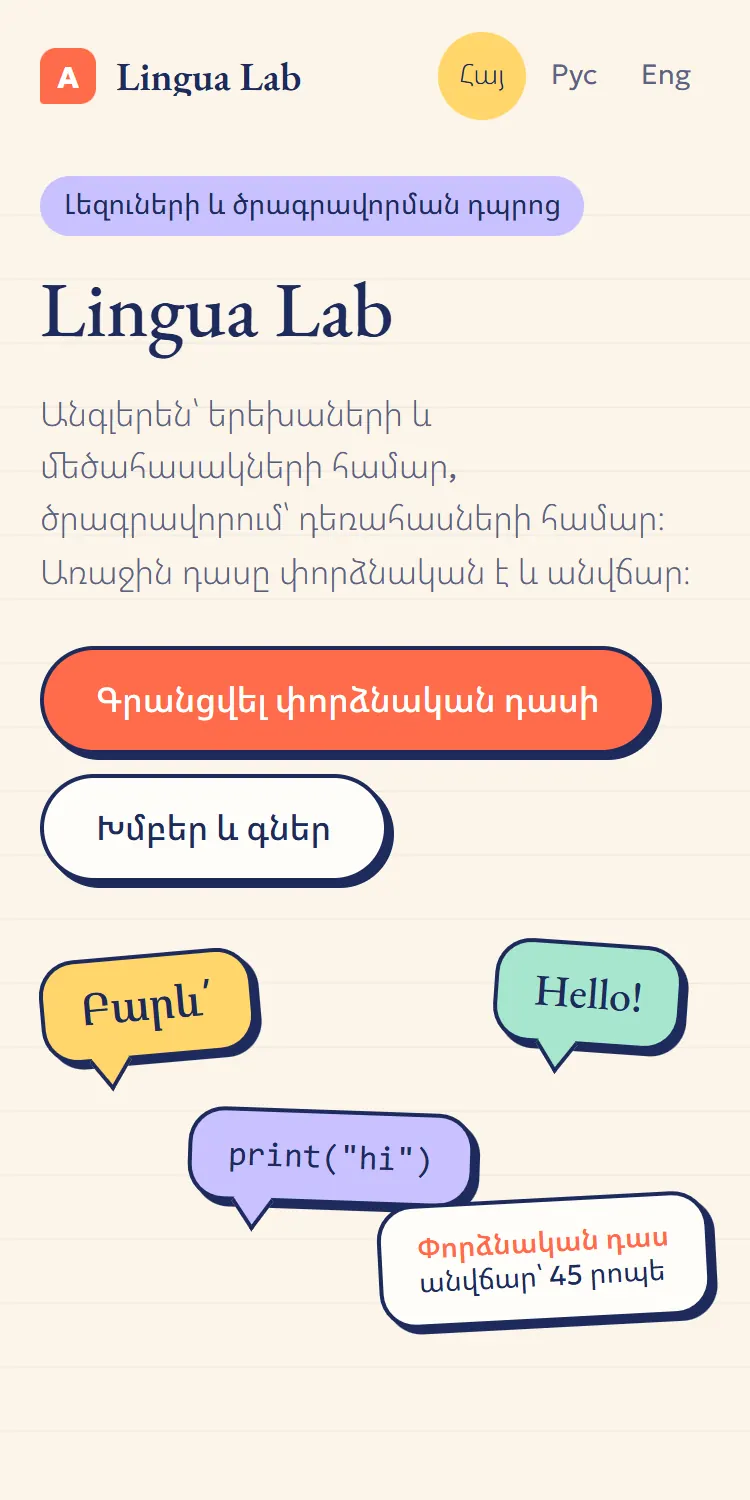 A
Lingua Lab
Հայ
Рус
Eng
Լեզուների և ծրագրավորման դպրոց
Lingua Lab
Անգլերեն՝ երեխաների և
մեծահասակների համար,
ծրագրավորում՝ դեռահասների համար։
Առաջին դասը փորձնական է և անվճար։
Գրանցվել փորձնական դասի
Խմբեր և գներ
Բարև՛
Hello!
print("hi")
Փորձնական դաս
անվճար՝ 45 րոպե